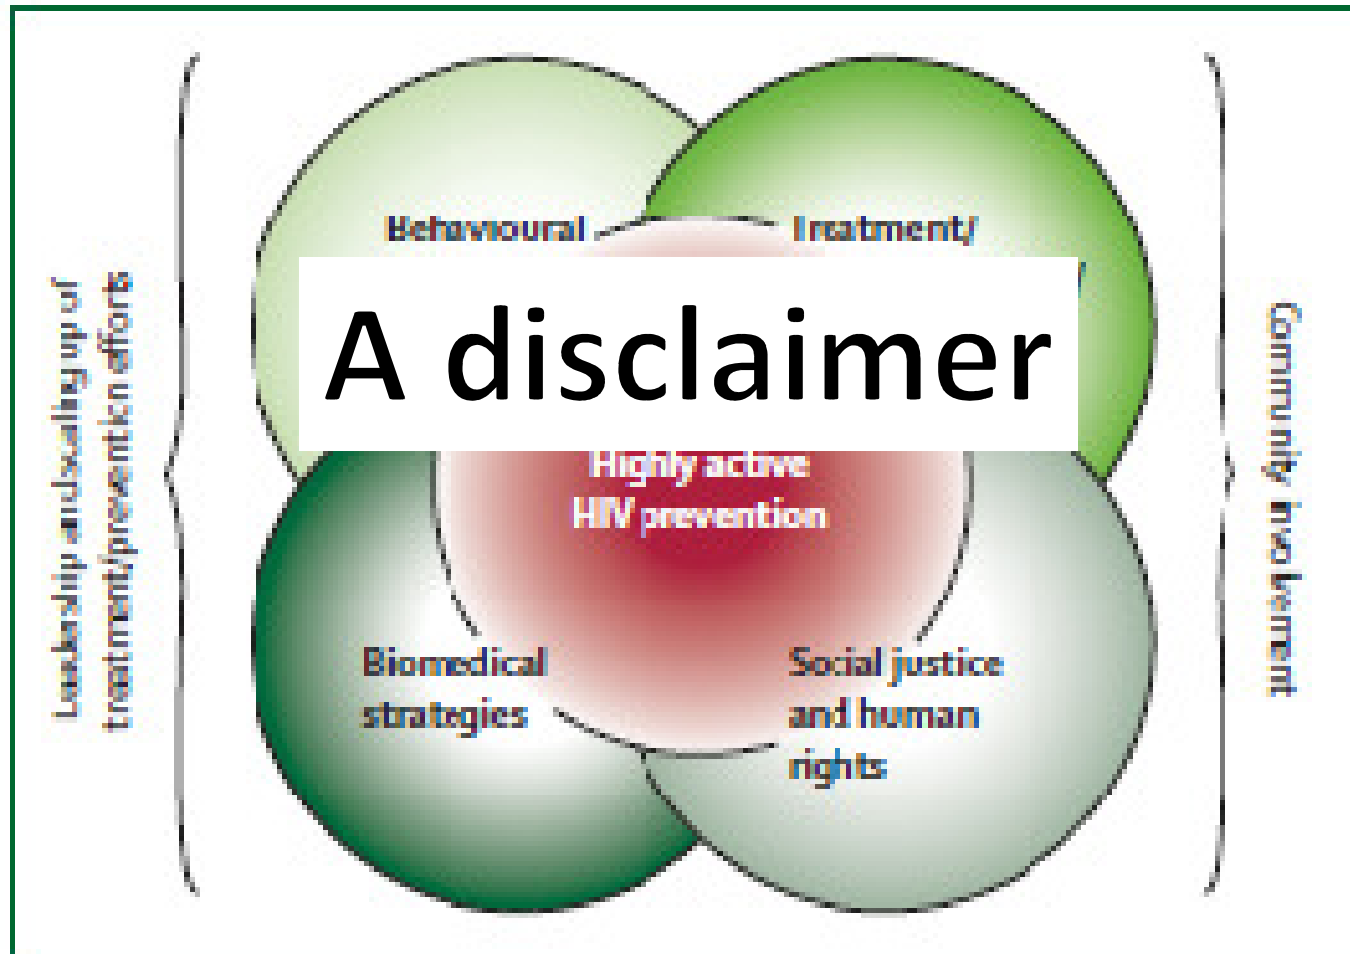 Leadership and scaling up of
treatment/prevention efforts
Behavioural
Treatment/
A disclaimer
Highly active
HIV prevention
Biomedical
strategies
Social justice
and human
rights
Community involvement